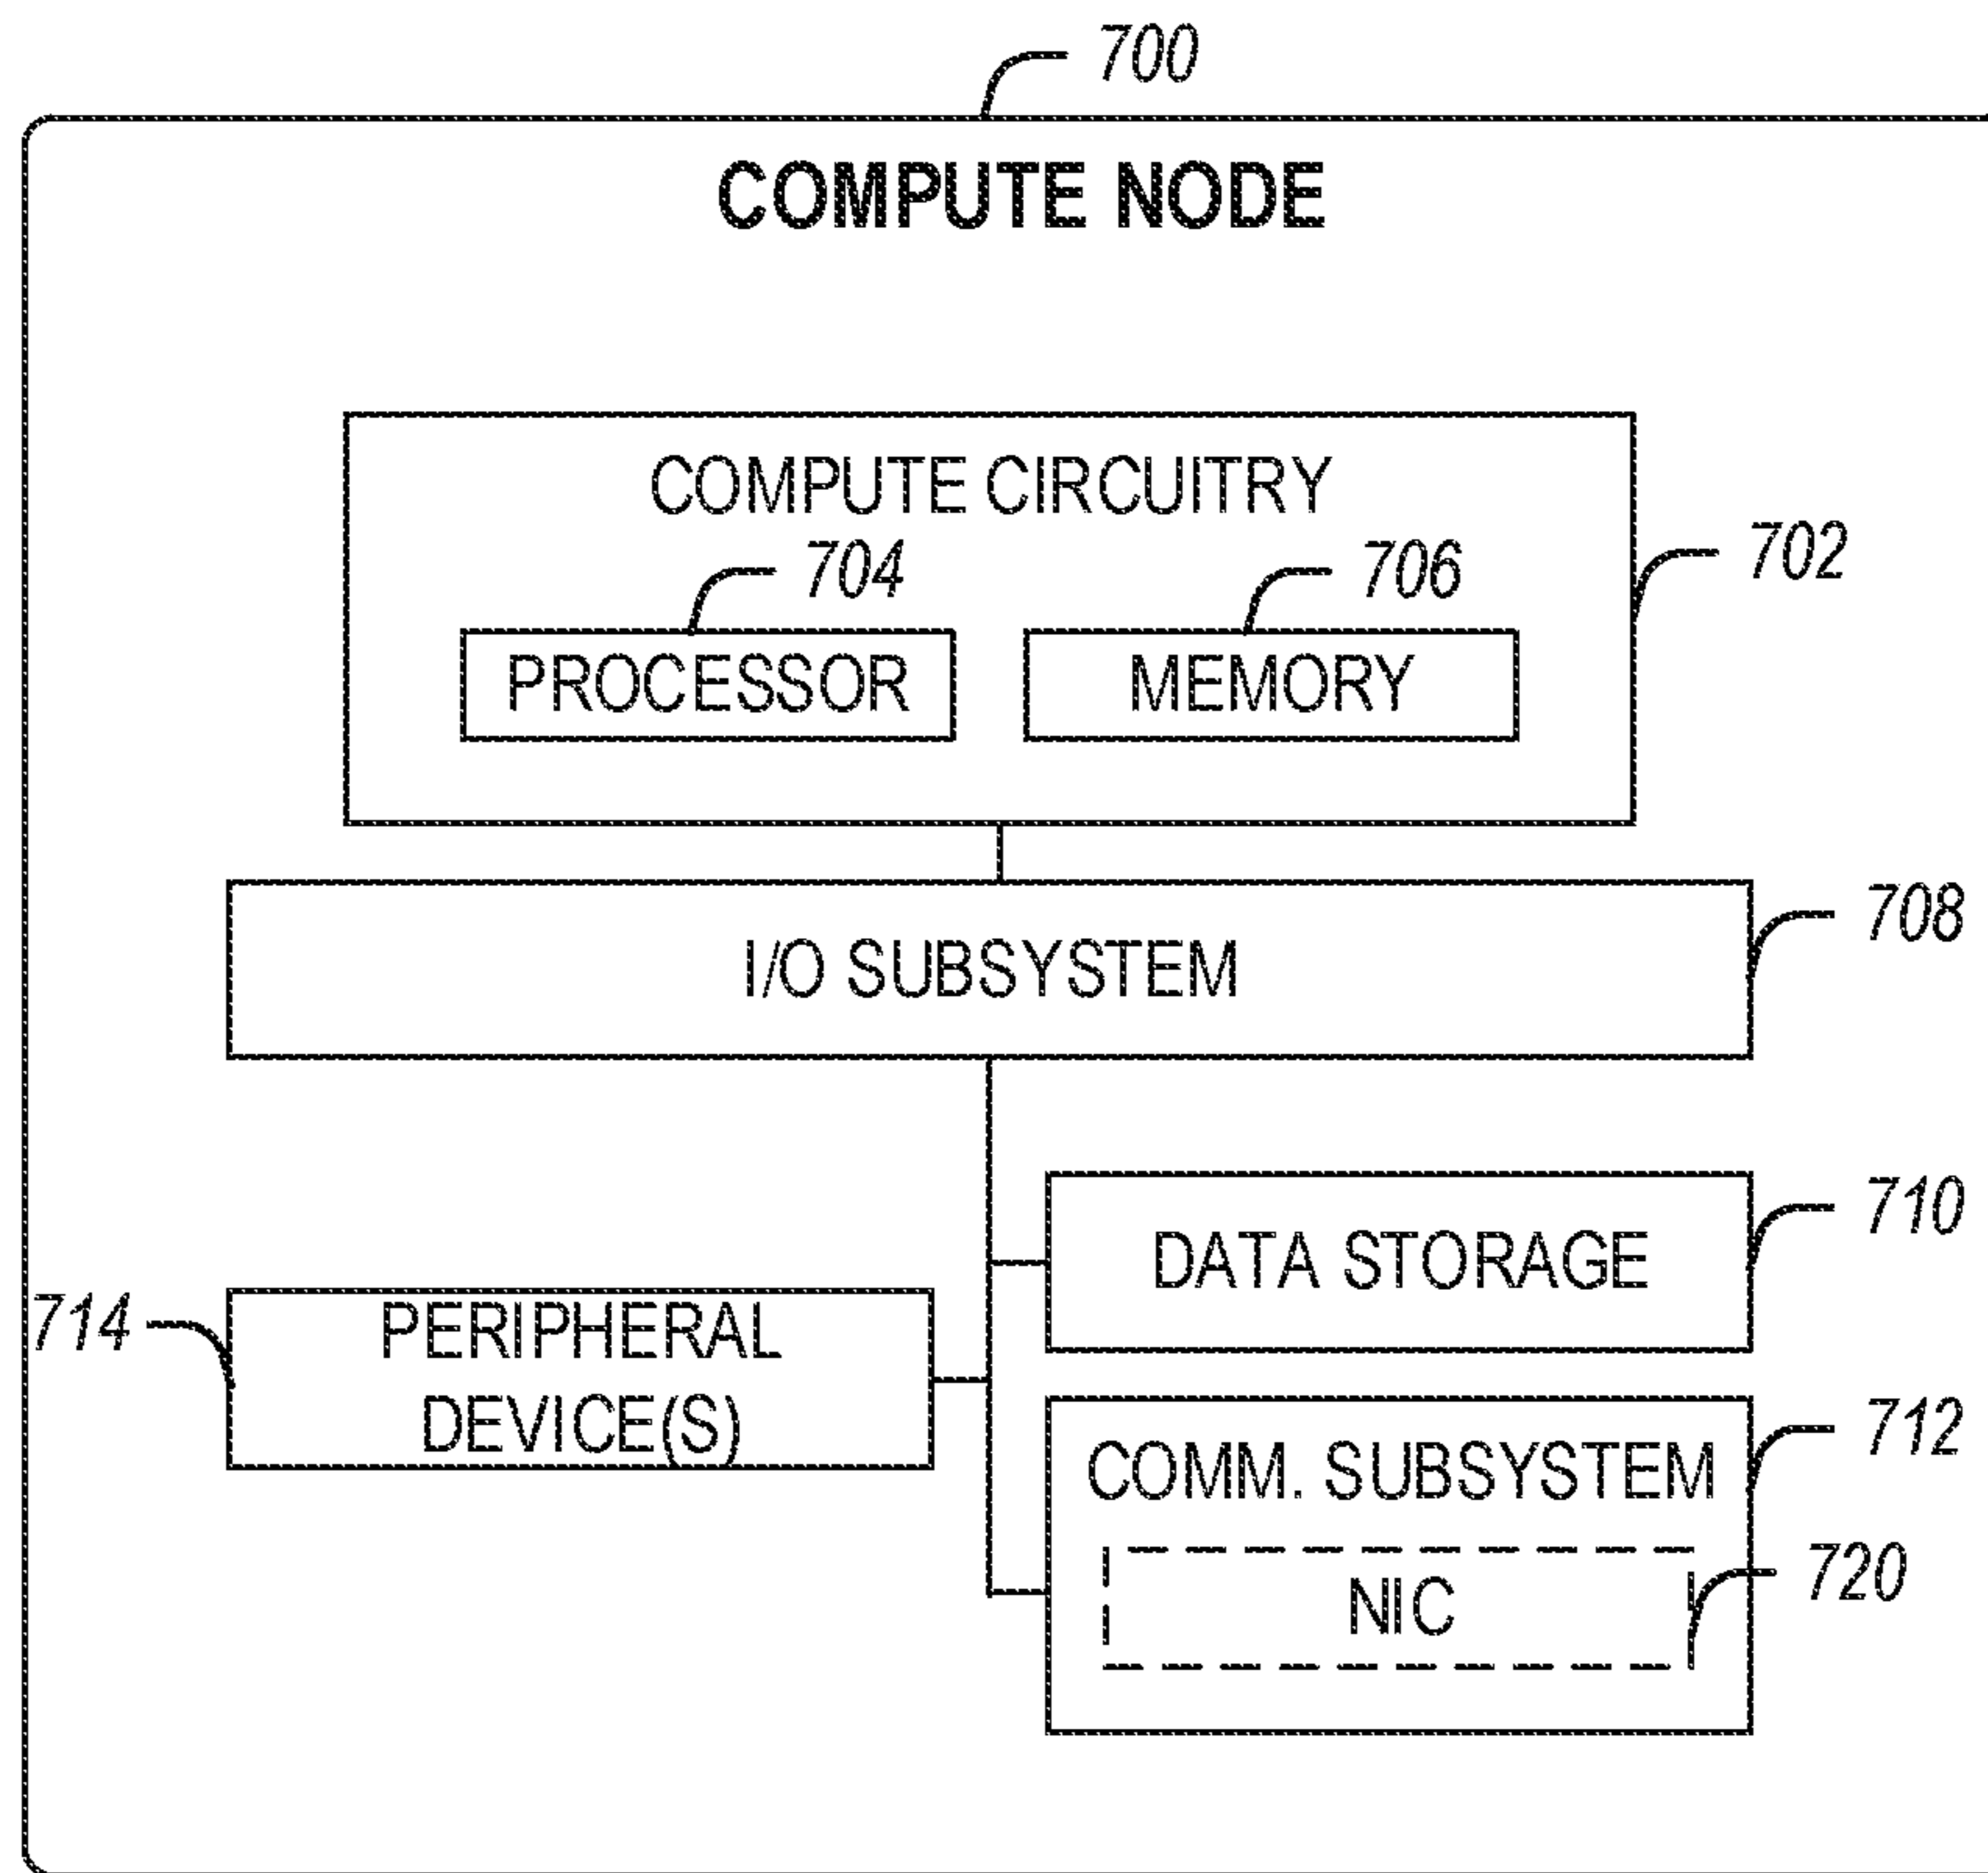 700
COMPUTE NODE
COMPUTE CIRCUITRY
702
704
706
PROCESSOR
MEMORY
708
I/O SUBSYSTEM
710
DATA STORAGE
714
PERIPHERAL
DEVICE(S)
712
COMM. SUBSYSTEM
720
NIC